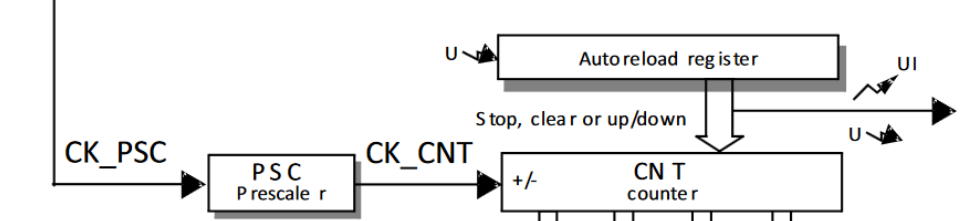 U
Autoreload register
UI
Stop, clear or up/down
U
CK_PSC
CK_CNT
PSC
Prescaler
+/-
CNT
counter